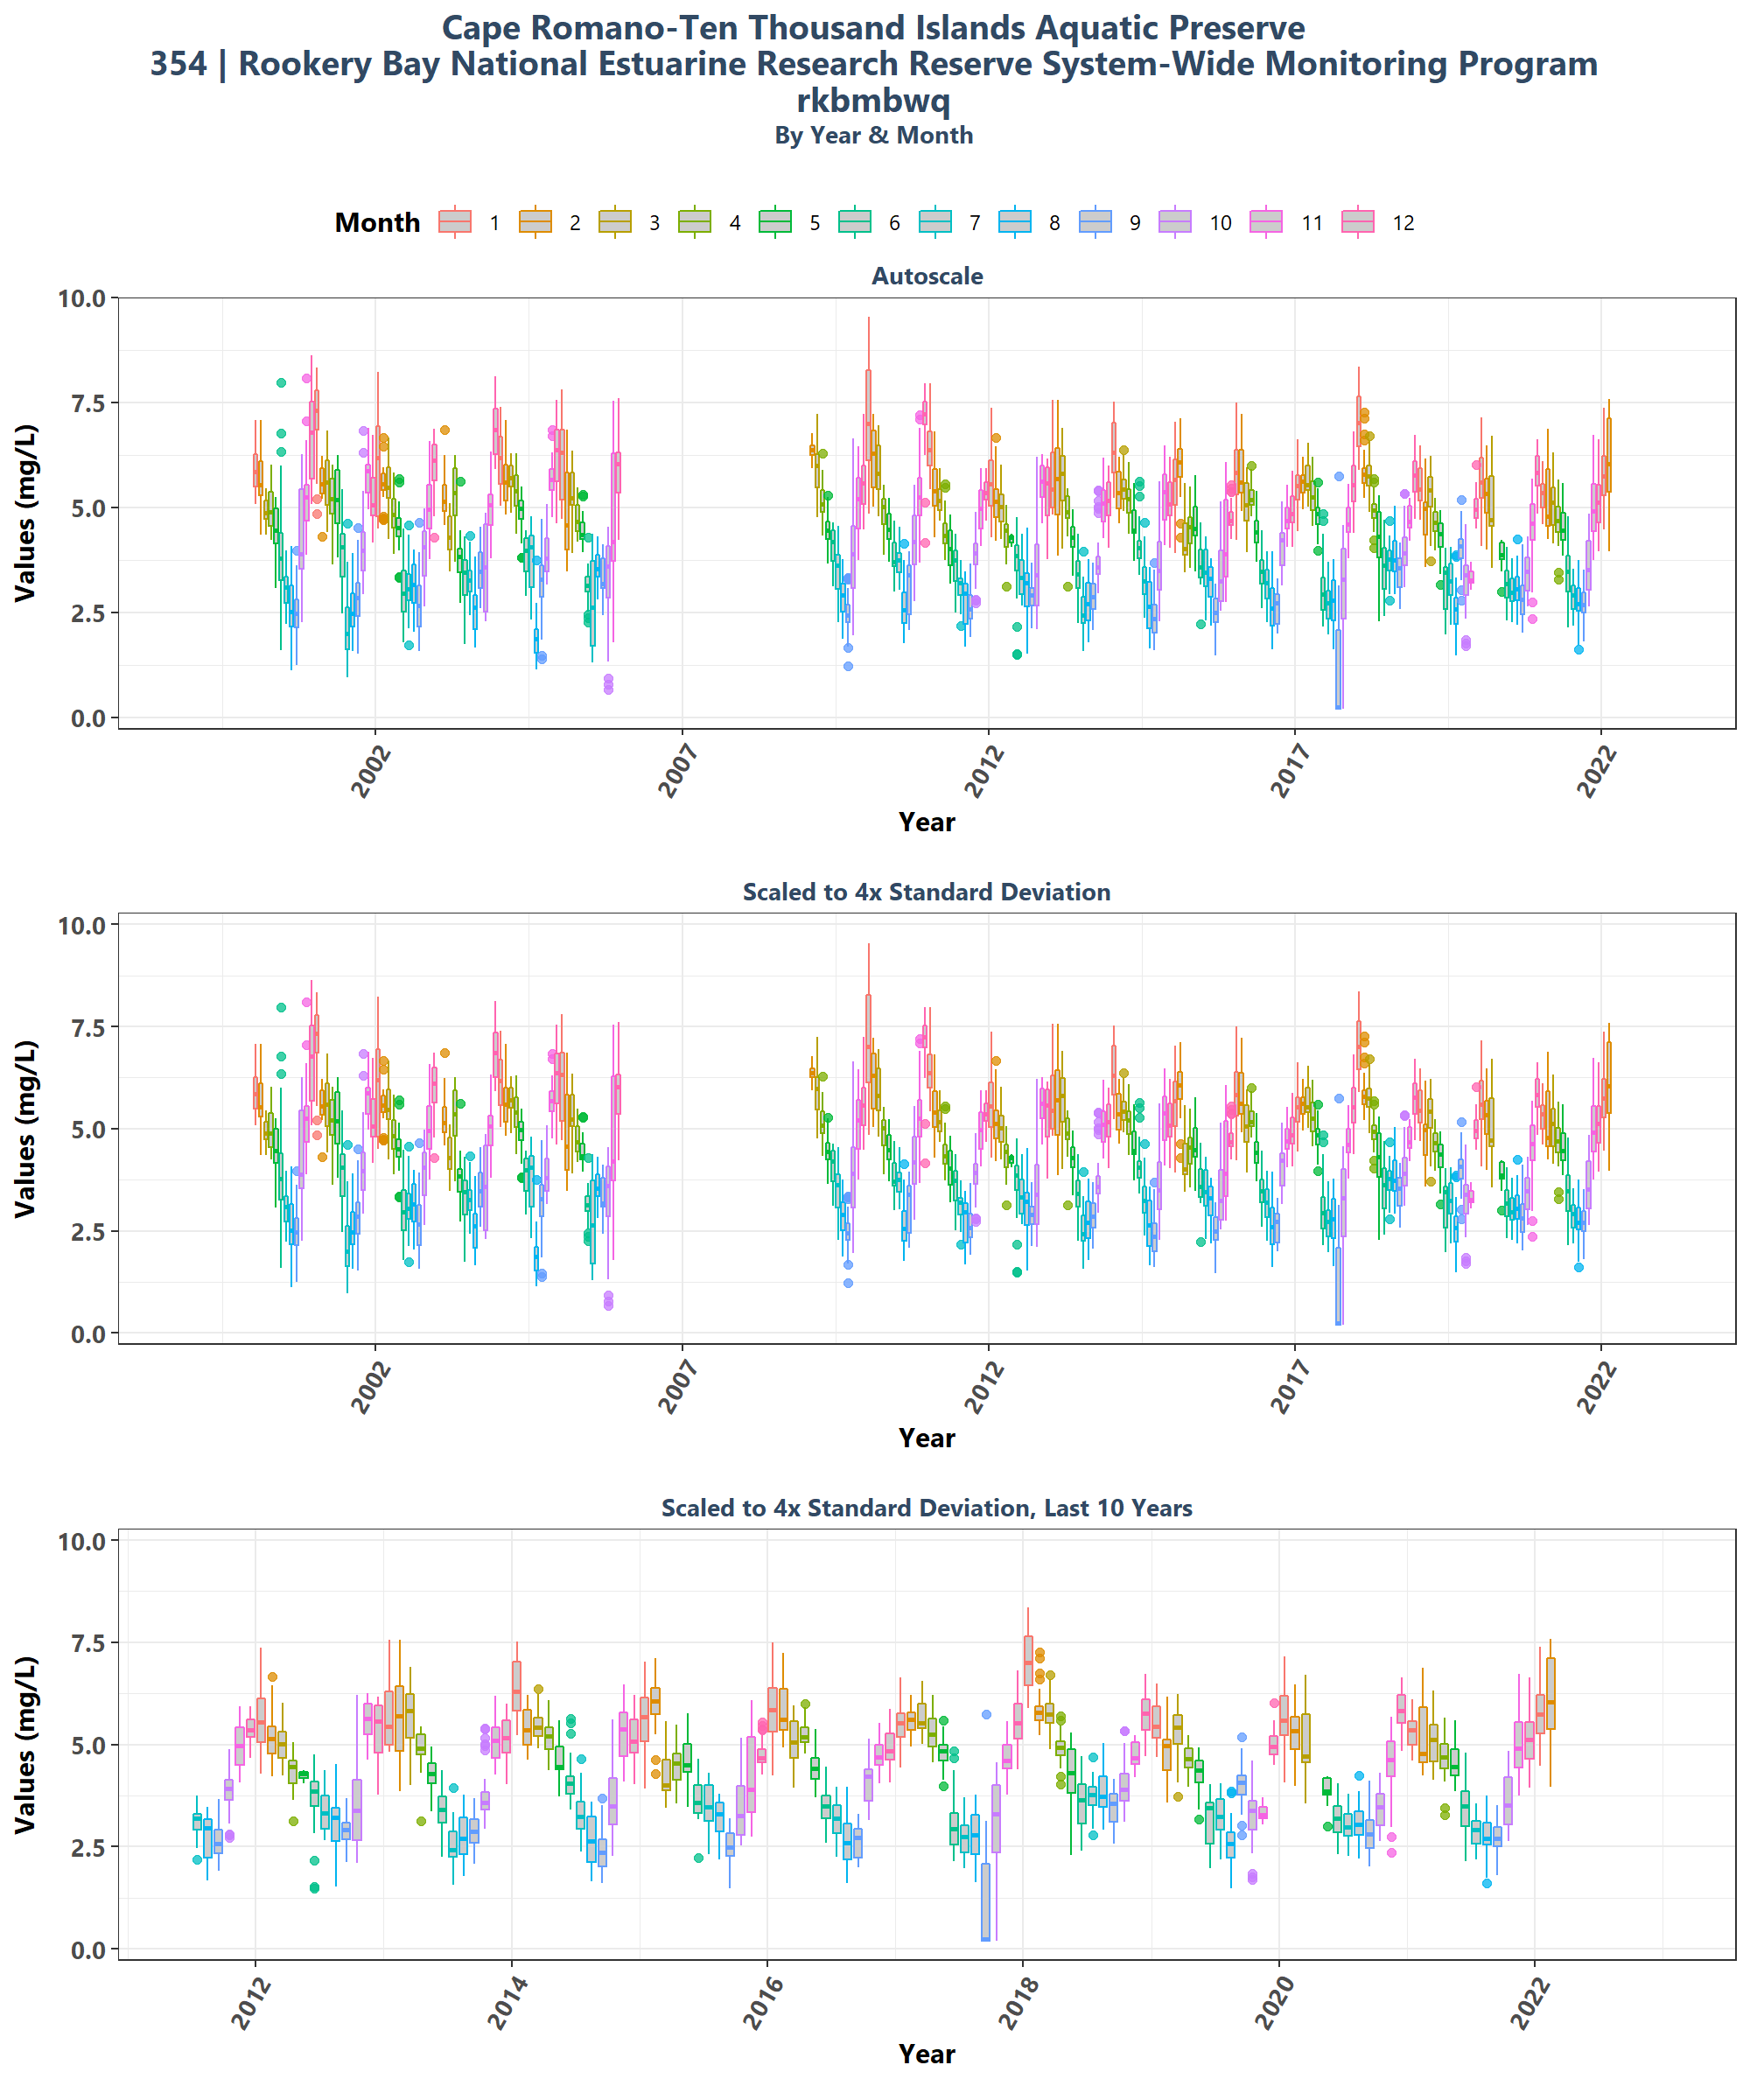 Cape Romano-Ten Thousand Islands Aquatic Preserve
354 | Rookery Bay National Estuarine Research Reserve System-Wide Monitoring Program
rkbmbwq
By Year & Month
Month 1 2 3 4 5 6 7 8 9 10 11 12
Autoscale
Values (mg/L)
10.0
7.5
5.0
2.5
0.0
2002 2007 2012 2017 2022
Year
Scaled to 4x Standard Deviation
Values (mg/L)
10.0
7.5
5.0
2.5
0.0
2002 2007 2012 2017 2022
Year
Scaled to 4x Standard Deviation, Last 10 Years
Values (mg/L)
10.0
7.5
5.0
2.5
0.0
2012 2014 2016 2018 2020 2022
Year